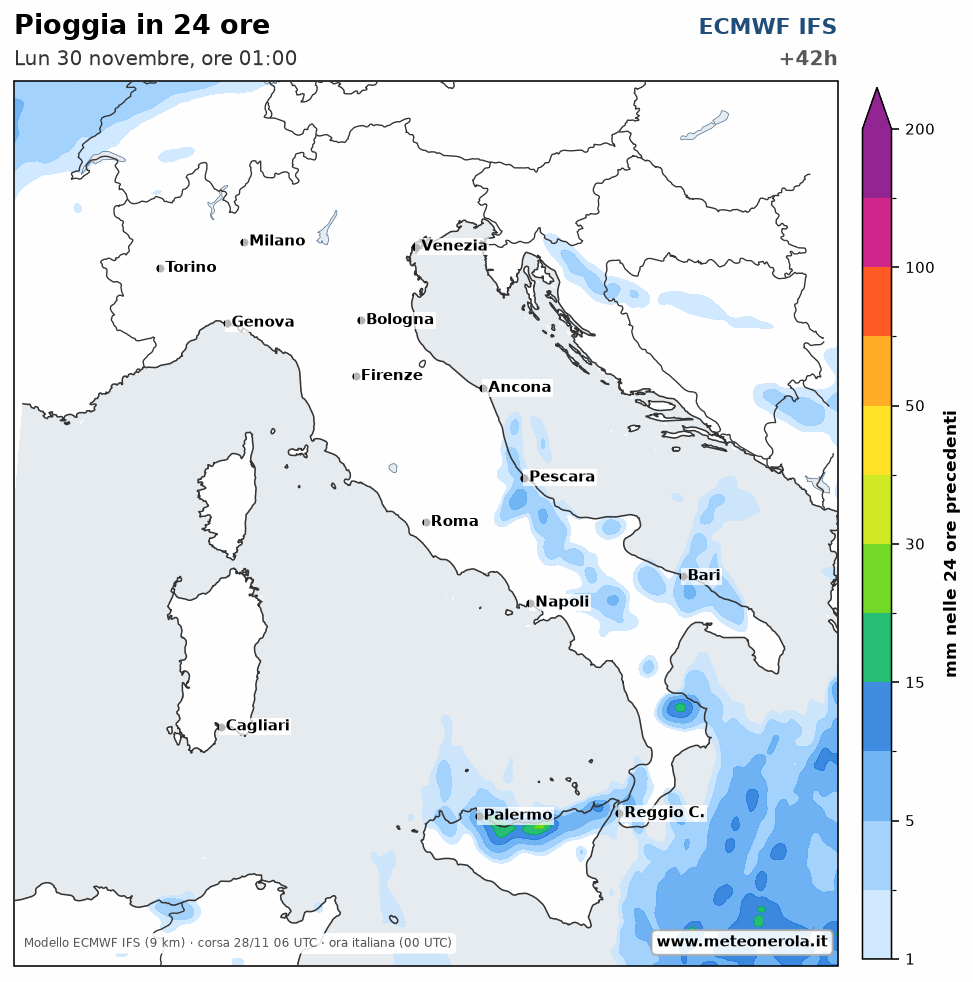 Pioggia in 24 ore
ECMWF IFS
Lun 30 novembre, ore 01:00
+42h
Milano
Venezia
Torino
Genova
Bologna
Firenze
Ancona
Pescara
Roma
Bari
Napoli
Cagliari
Palermo
Reggio C.
200
100
50
30
15
5
1
mm nelle 24 ore precedenti
Modello ECMWF IFS (9 km) · corsa 28/11 06 UTC · ora italiana (00 UTC)
www.meteonerola.it